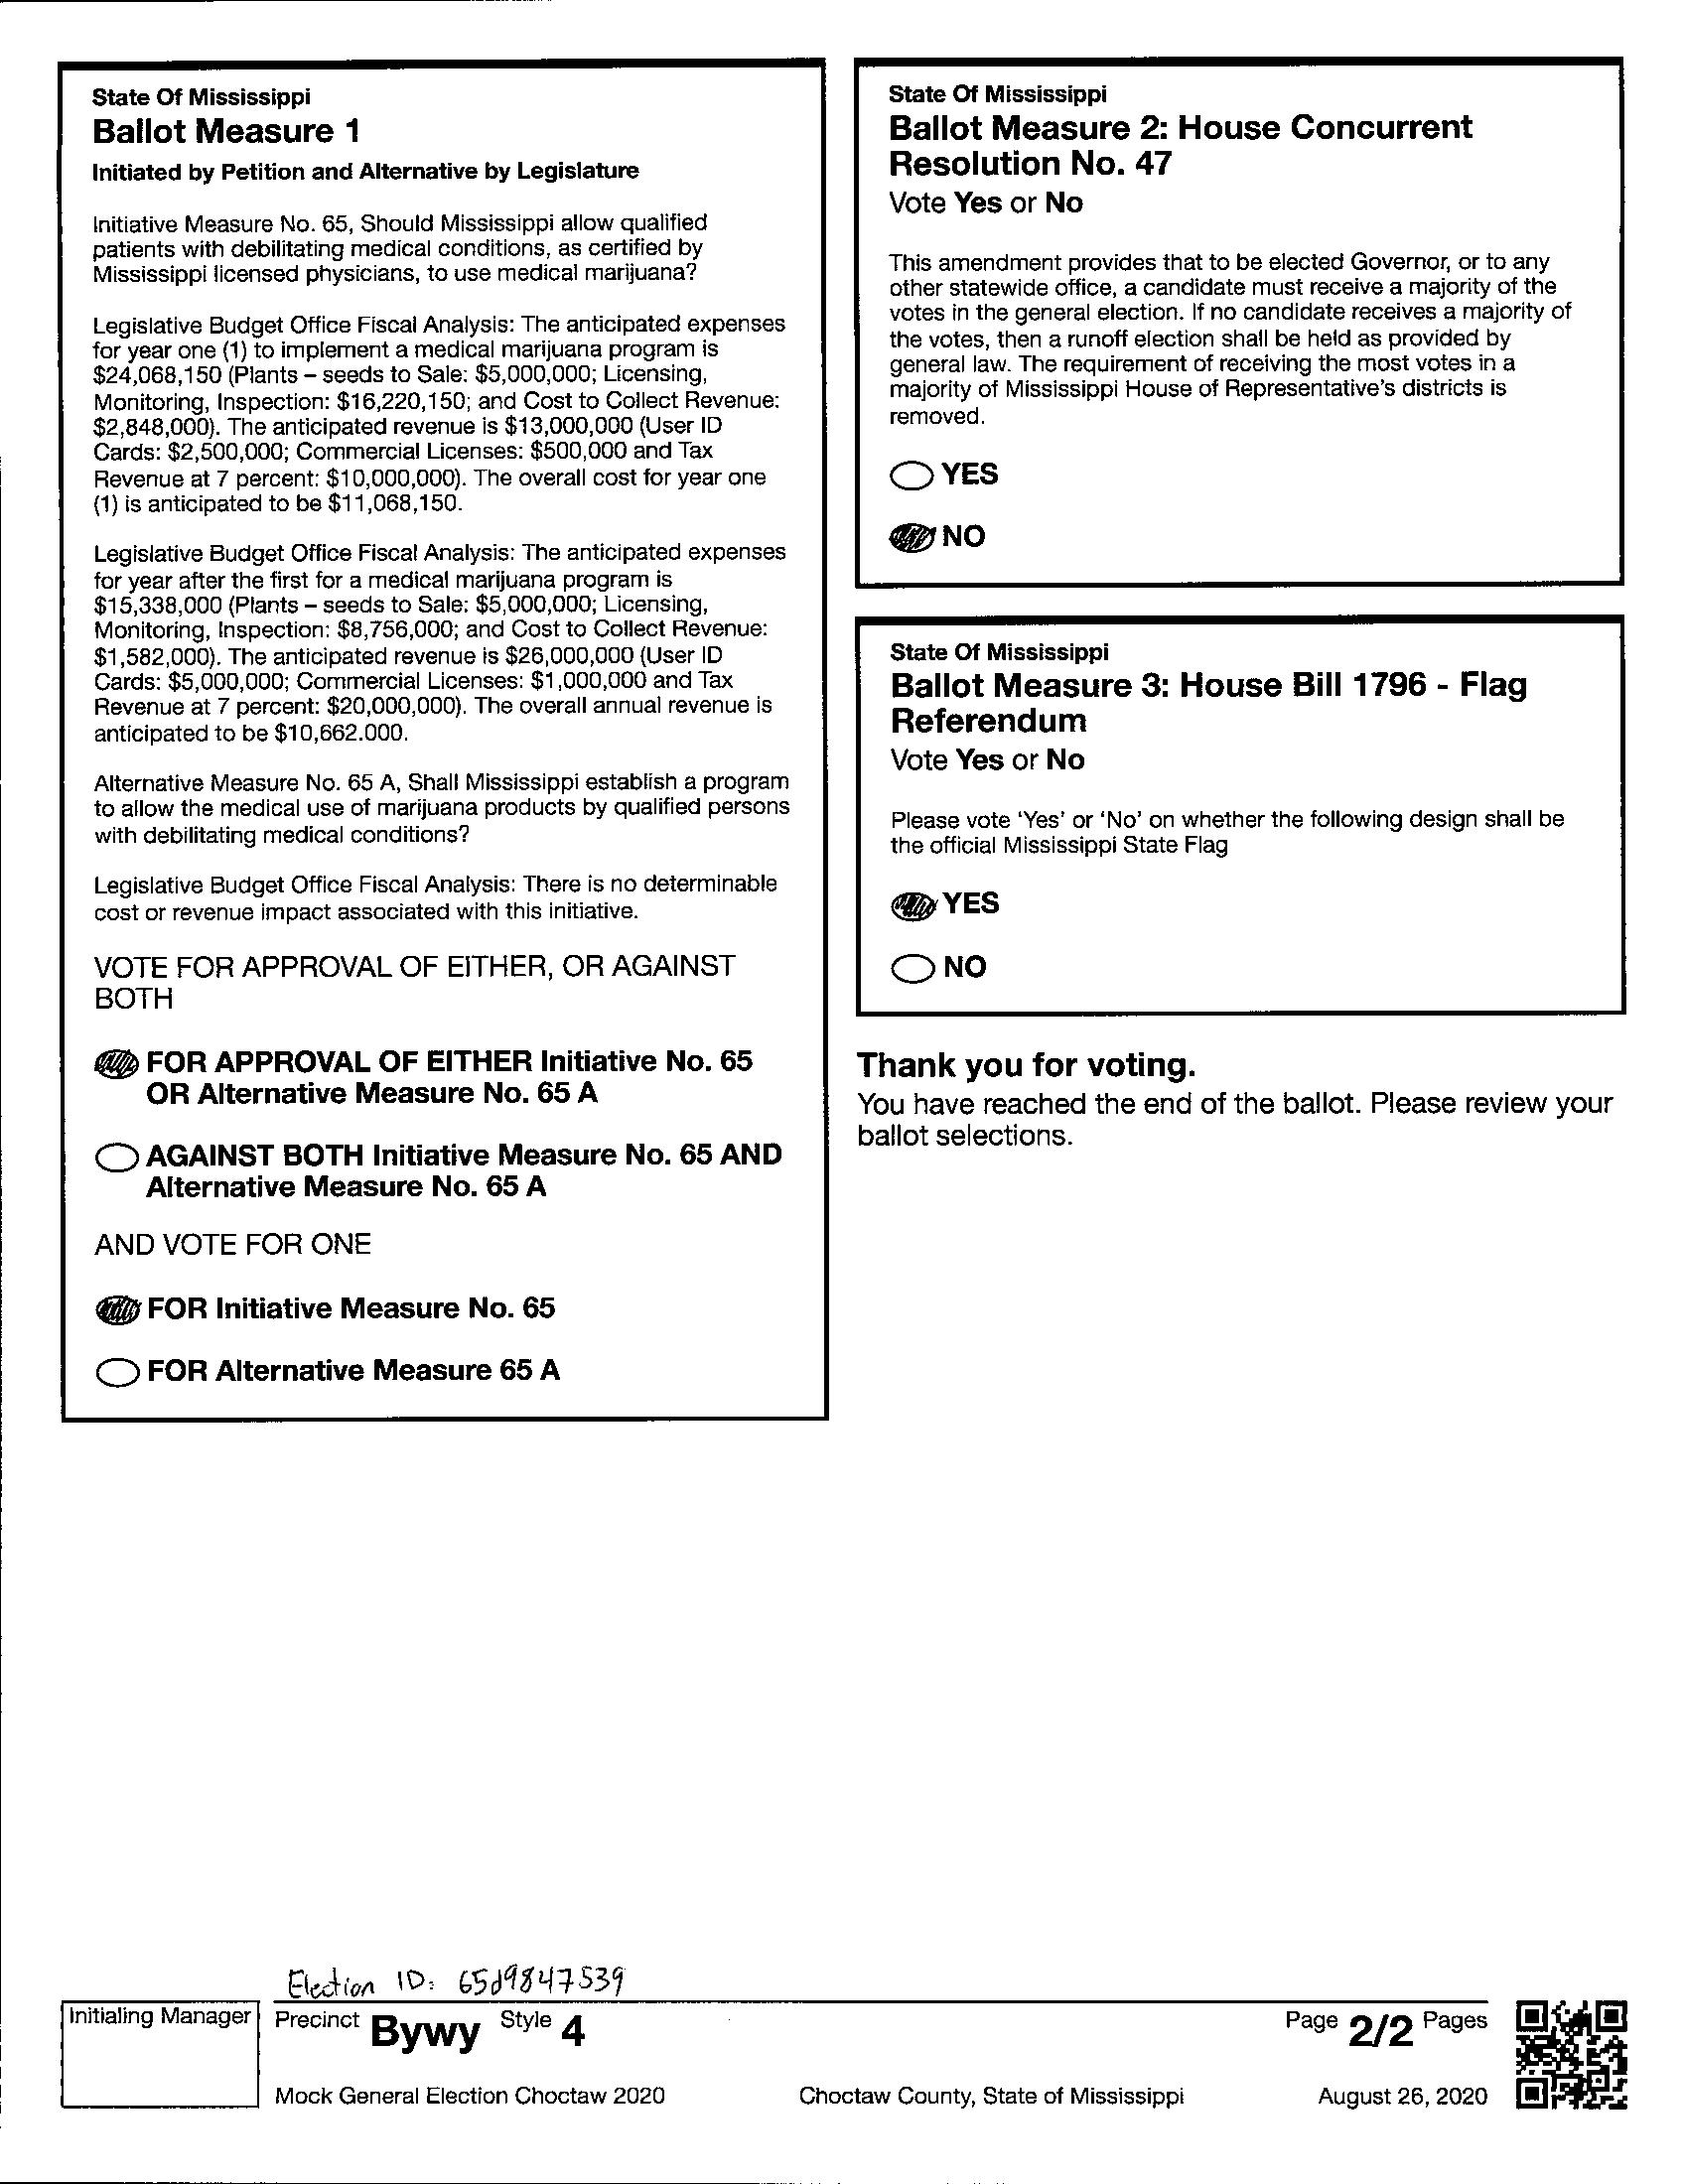 State Of Mississippi
Ballot Measure 1
Initiated by Petition and Alternative by Legislature
Initiative Measure No. 65, Should Mississippi allow qualified
patients with debilitating medical conditions, as certified by
Mississippi licensed physicians, to use medical marijuana?
Legislative Budget Office Fiscal Analysis: The anticipated expenses
for year one (1) to implement a medical marijuana program is
$24,068,150 (Plants – seeds to Sale: $5,000,000; Licensing,
Monitoring, Inspection: $16,220,150; and Cost to Collect Revenue:
$2,848,000). The anticipated revenue is $13,000,000 (User ID
Cards: $2,500,000; Commercial Licenses: $500,000 and Tax
Revenue at 7 percent: $10,000,000). The overall cost for year one
(1) is anticipated to be $11,068,150.
Legislative Budget Office Fiscal Analysis: The anticipated expenses
for year after the first for a medical marijuana program is
$15,338,000 (Plants – seeds to Sale: $5,000,000; Licensing,
Monitoring, Inspection: $8,756,000; and Cost to Collect Revenue:
$1,582,000). The anticipated revenue is $26,000,000 (User ID
Cards: $5,000,000; Commercial Licenses: $1,000,000 and Tax
Revenue at 7 percent: $20,000,000). The overall annual revenue is
anticipated to be $10,662.000.
Alternative Measure No. 65 A, Shall Mississippi establish a program
to allow the medical use of marijuana products by qualified persons
with debilitating medical conditions?
Legislative Budget Office Fiscal Analysis: There is no determinable
cost or revenue impact associated with this initiative.
VOTE FOR APPROVAL OF EITHER, OR AGAINST
BOTH
FOR APPROVAL OF EITHER Initiative No. 65
OR Alternative Measure No. 65 A
AGAINST BOTH Initiative Measure No. 65 AND
Alternative Measure No. 65 A
AND VOTE FOR ONE
FOR Initiative Measure No. 65
FOR Alternative Measure 65 A
State Of Mississippi
Ballot Measure 2: House Concurrent
Resolution No. 47
Vote Yes or No
This amendment provides that to be elected Governor, or to any
other statewide office, a candidate must receive a majority of the
votes in the general election. If no candidate receives a majority of
the votes, then a runoff election shall be held as provided by
general law. The requirement of receiving the most votes in a
majority of Mississippi House of Representative's districts is
removed.
YES
NO
State Of Mississippi
Ballot Measure 3: House Bill 1796 - Flag
Referendum
Vote Yes or No
Please vote 'Yes' or 'No' on whether the following design shall be
the official Mississippi State Flag
YES
NO
Thank you for voting.
You have reached the end of the ballot. Please review your
ballot selections.
Election ID: 65d9847539
Initialing Manager
Precinct Bywy Style 4
Page 2/2 Pages
Mock General Election Choctaw 2020
Choctaw County, State of Mississippi
August 26, 2020